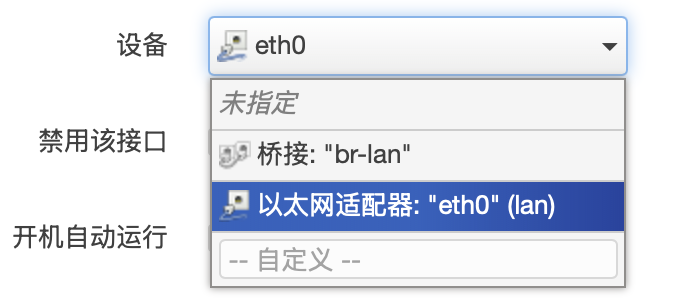 设备
eth0
未指定
禁用该接口
桥接: "br-lan"
以太网适配器: "eth0" (lan)
开机自动运行
-- 自定义 --